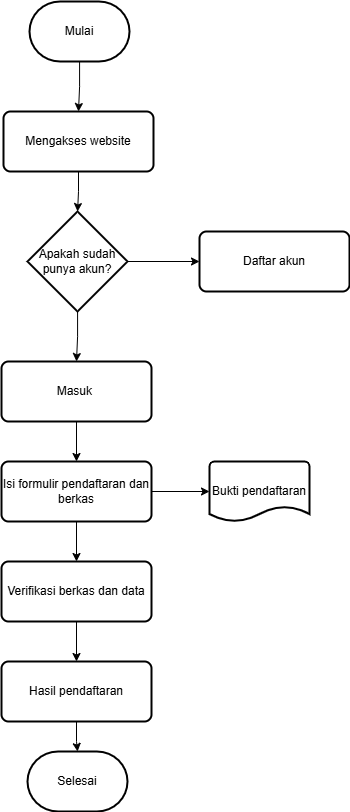 Mulai
Mengakses website
Apakah sudah
punya akun?
Daftar akun
Masuk
Isi formulir pendaftaran dan
berkas
Bukti pendaftaran
Verifikasi berkas dan data
Hasil pendaftaran
Selesai